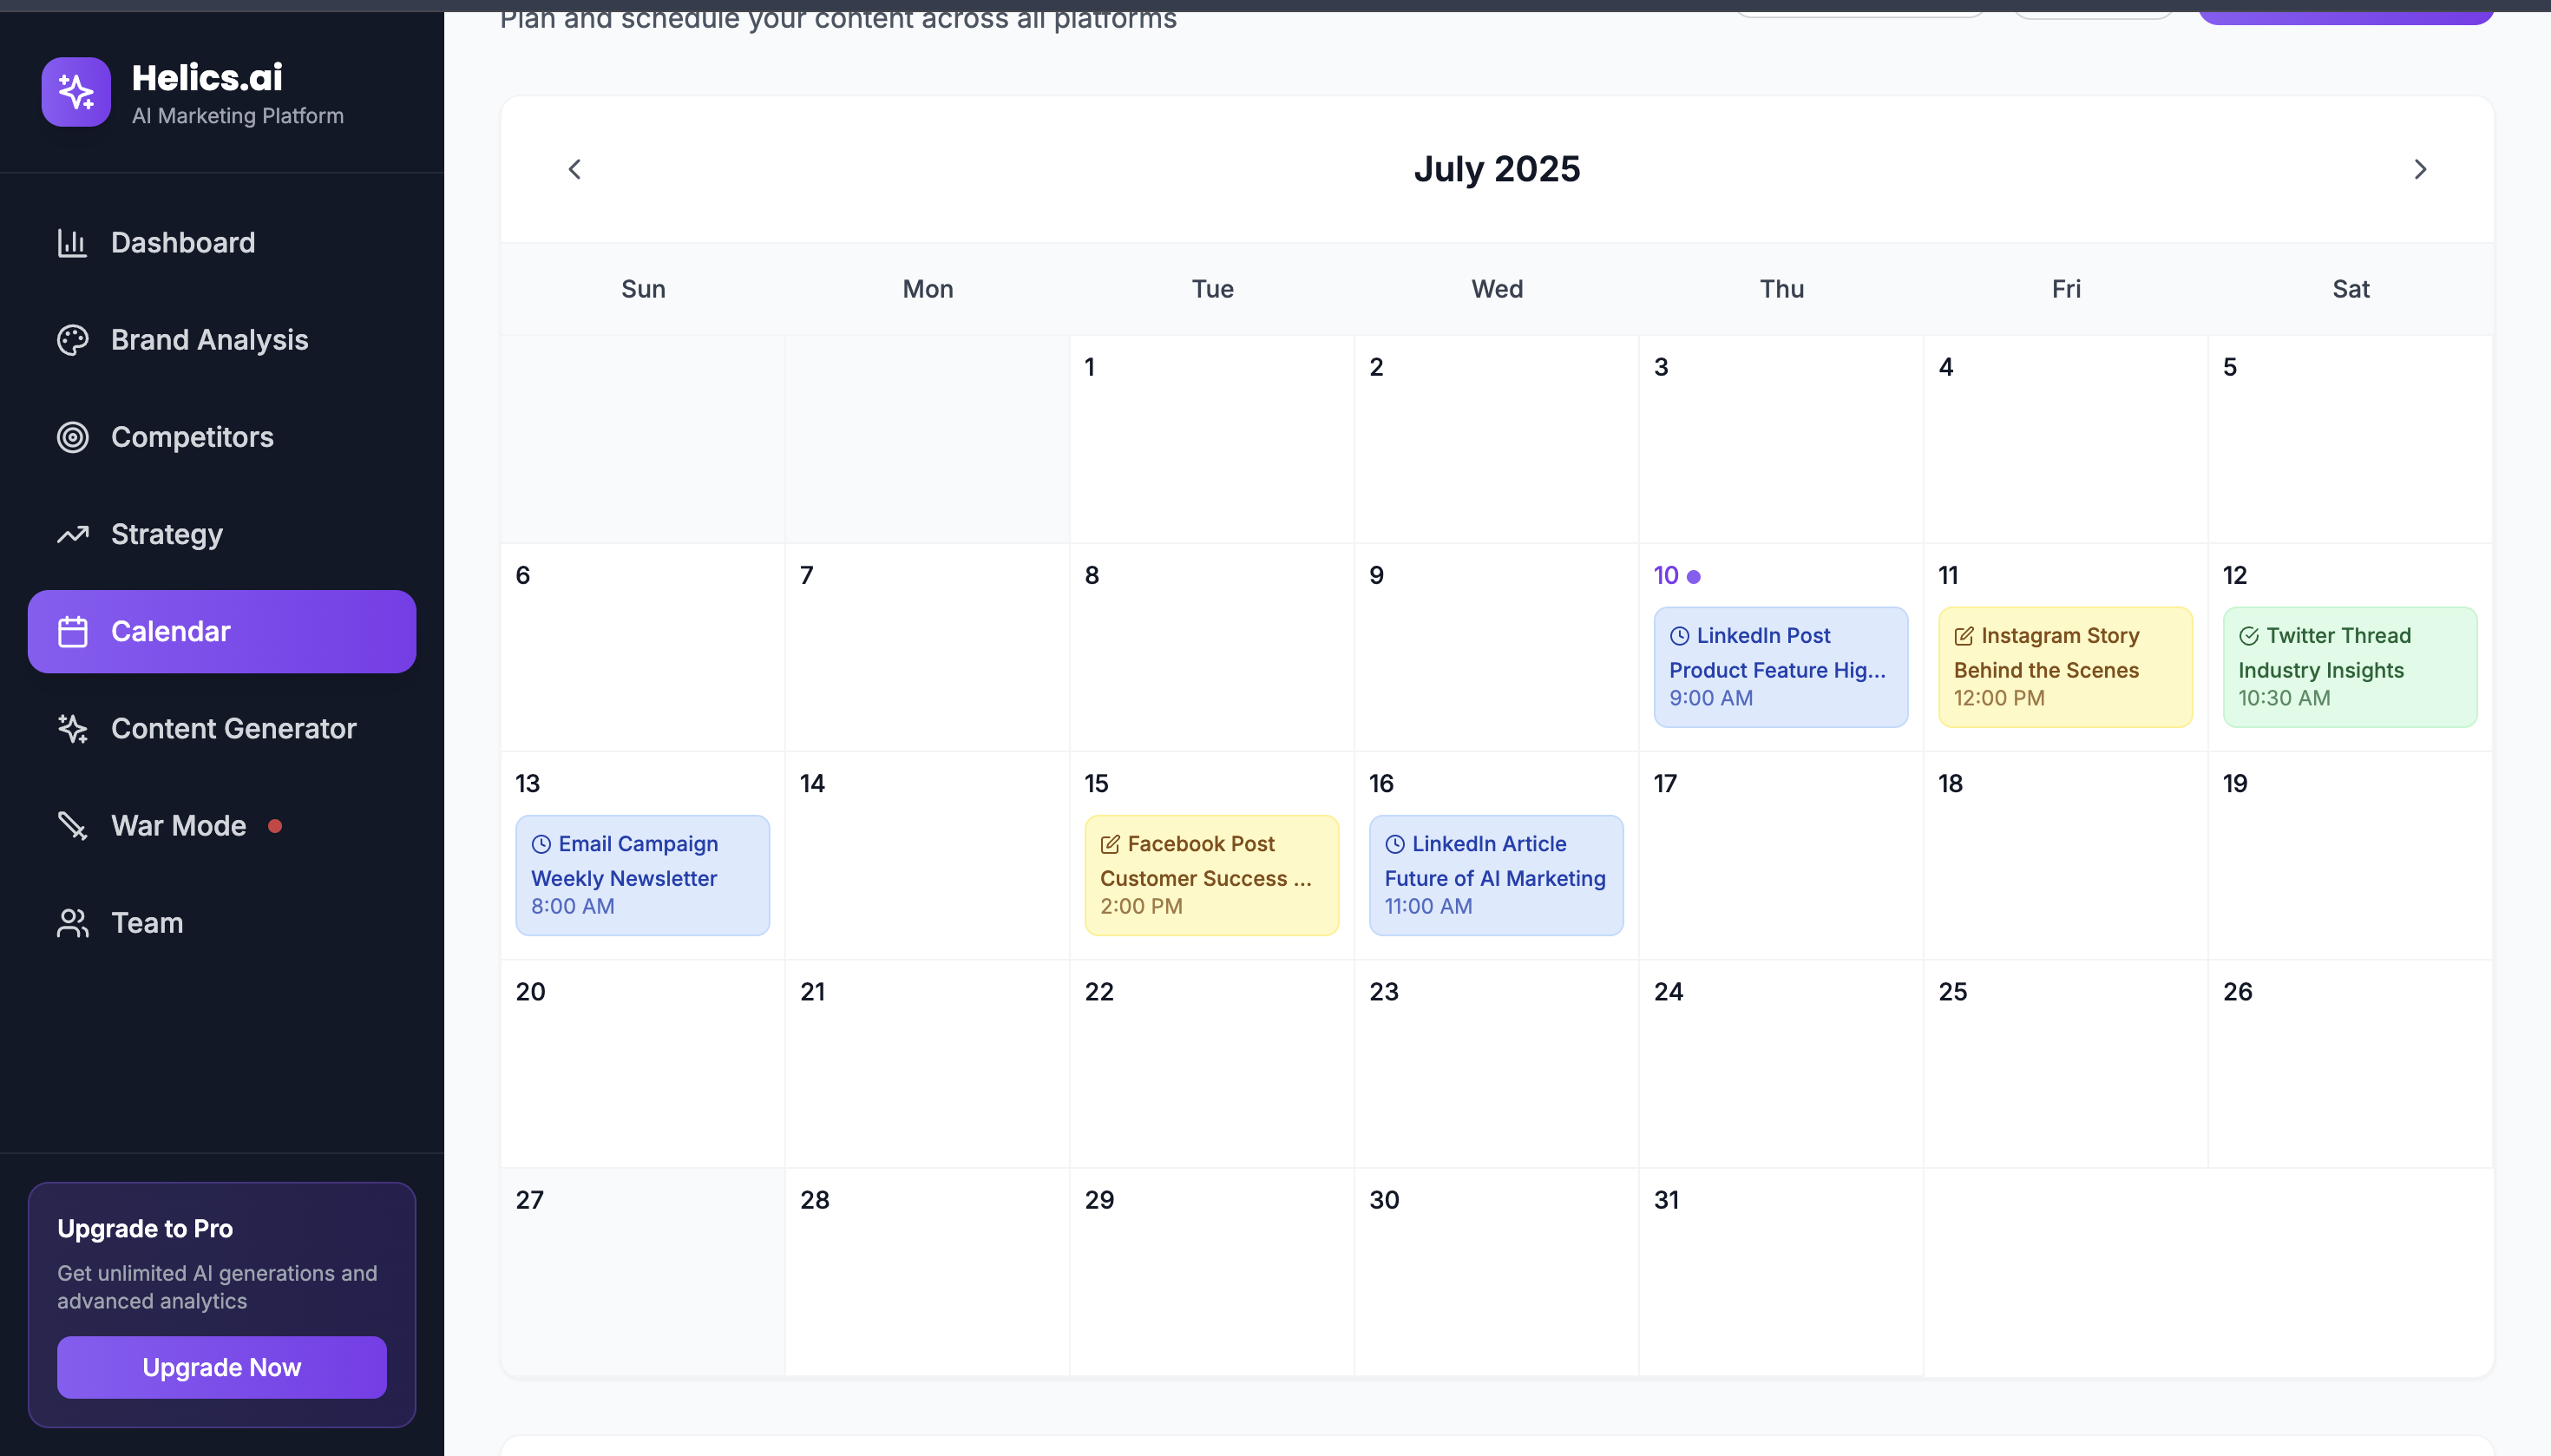 Plan and schedule your content across all platforms
Helics.ai
AI Marketing Platform
Dashboard
Brand Analysis
Competitors
Strategy
Calendar
Content Generator
War Mode
Team
Upgrade to Pro
Get unlimited AI generations and
advanced analytics
Upgrade Now
July 2025
Sun Mon Tue Wed Thu Fri Sat
1 2 3 4 5
6 7 8 9 10 11 12
LinkedIn Post
Product Feature Hig...
9:00 AM
Instagram Story
Behind the Scenes
12:00 PM
Twitter Thread
Industry Insights
10:30 AM
13 14 15 16 17 18 19
Email Campaign
Weekly Newsletter
8:00 AM
Facebook Post
Customer Success ...
2:00 PM
LinkedIn Article
Future of AI Marketing
11:00 AM
20 21 22 23 24 25 26
27 28 29 30 31